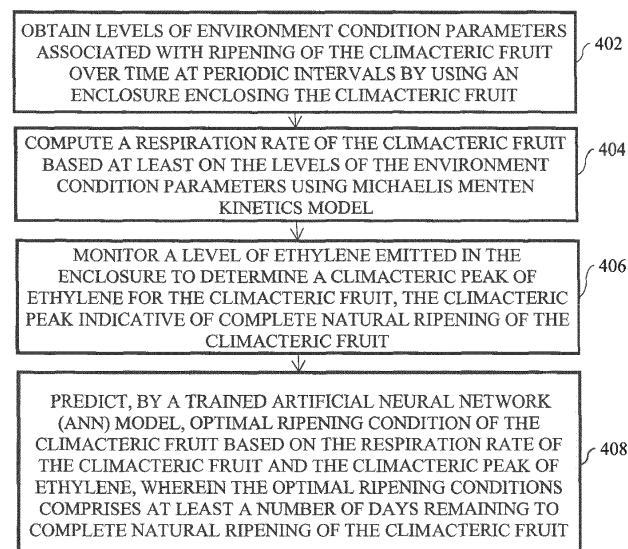 OBTAIN LEVELS OF ENVIRONMENT CONDITION PARAMETERS
ASSOCIATED WITH RIPENING OF THE CLIMACTERIC FRUIT
OVER TIME AT PERIODIC INTERVALS BY USING AN
ENCLOSURE ENCLOSING THE CLIMACTERIC FRUIT
402
COMPUTE A RESPIRATION RATE OF THE CLIMACTERIC FRUIT
BASED AT LEAST ON THE LEVELS OF THE ENVIRONMENT
CONDITION PARAMETERS USING MICHAELIS MENTEN
KINETICS MODEL
404
MONITOR A LEVEL OF ETHYLENE EMITTED IN THE
ENCLOSURE TO DETERMINE A CLIMACTERIC PEAK OF
ETHYLENE FOR THE CLIMACTERIC FRUIT, THE CLIMACTERIC
PEAK INDICATIVE OF COMPLETE NATURAL RIPENING OF THE
CLIMACTERIC FRUIT
406
PREDICT, BY A TRAINED ARTIFICIAL NEURAL NETWORK
(ANN) MODEL, OPTIMAL RIPENING CONDITION OF THE
CLIMACTERIC FRUIT BASED ON THE RESPIRATION RATE OF
THE CLIMACTERIC FRUIT AND THE CLIMACTERIC PEAK OF
ETHYLENE, WHEREIN THE OPTIMAL RIPENING CONDITIONS
COMPRISES AT LEAST A NUMBER OF DAYS REMAINING TO
COMPLETE NATURAL RIPENING OF THE CLIMACTERIC FRUIT
408